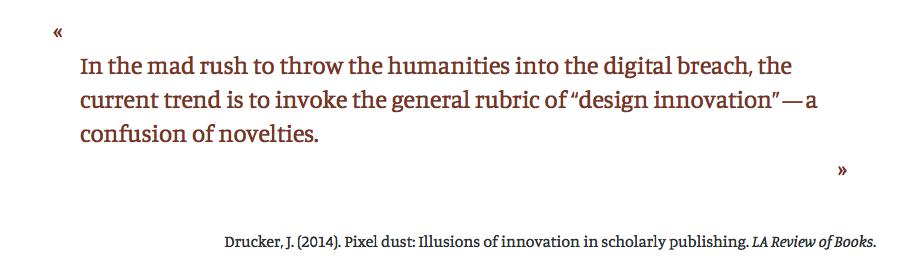 «
In the mad rush to throw the humanities into the digital breach, the
current trend is to invoke the general rubric of “design innovation”—a
confusion of novelties.
»
Drucker, J. (2014). Pixel dust: Illusions of innovation in scholarly publishing. LA Review of Books.